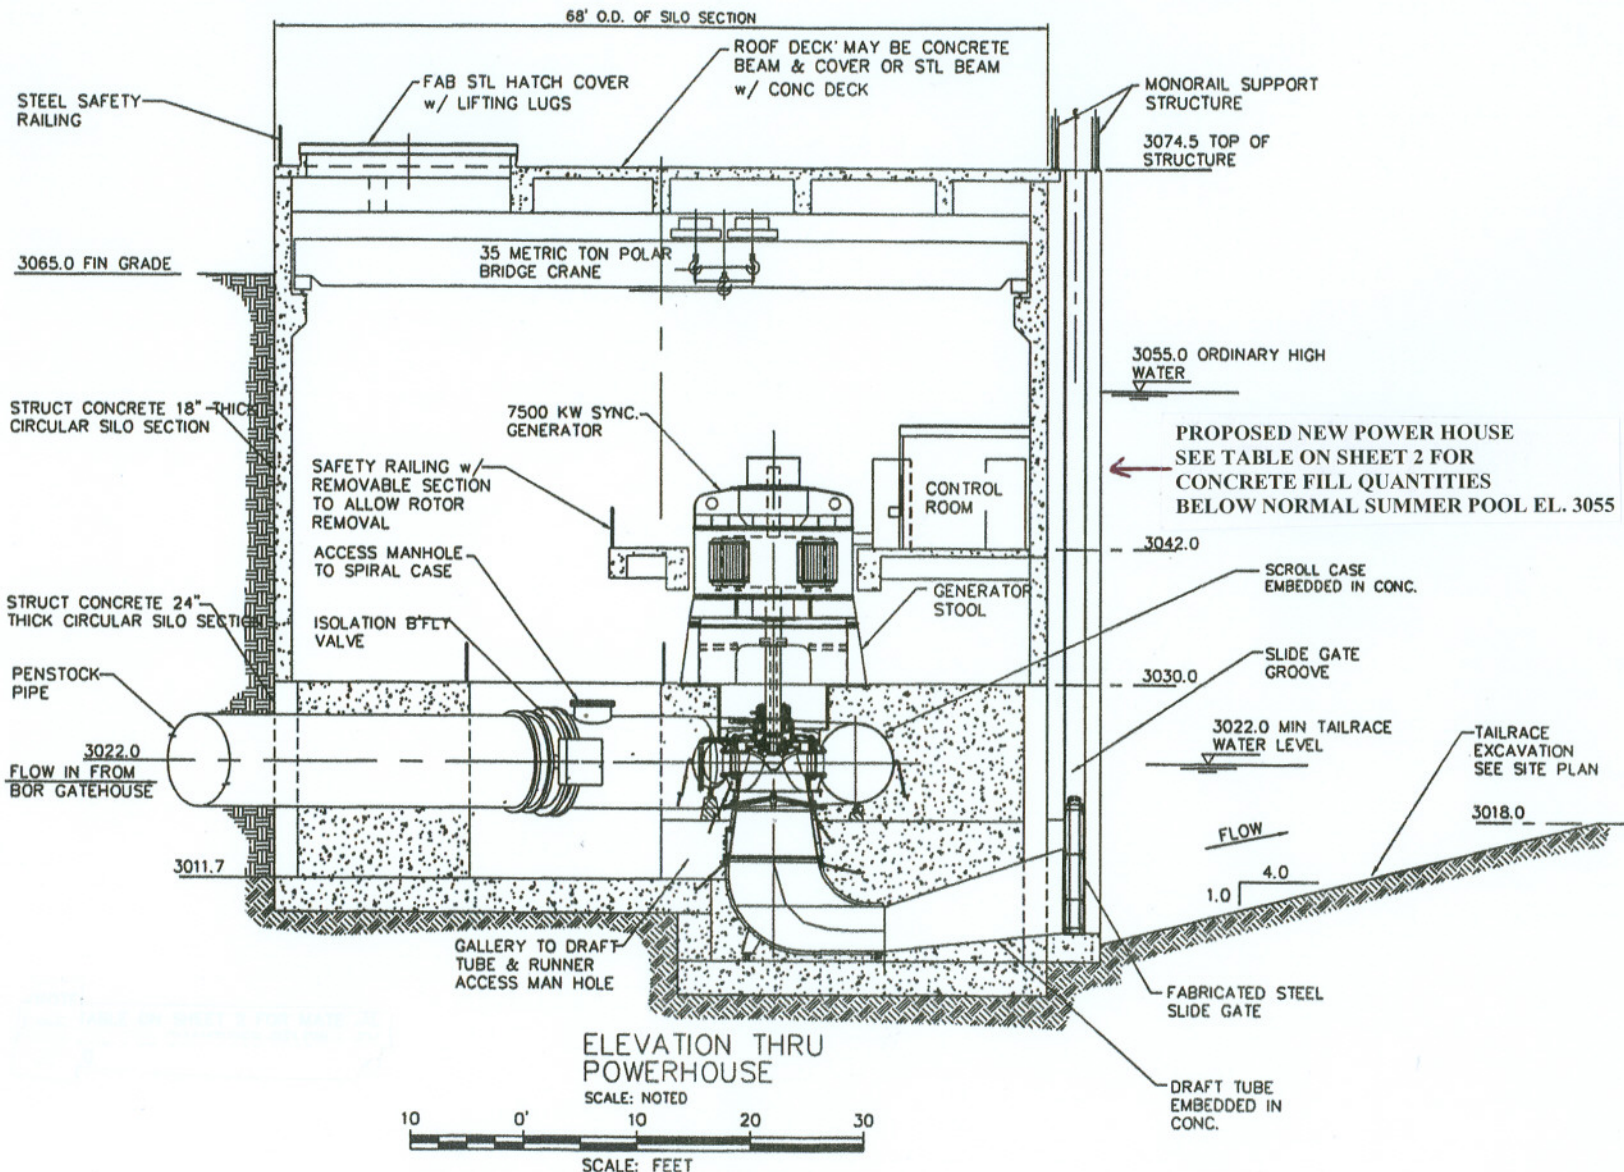 68' O.D. OF SILO SECTION
ROOF DECK' MAY BE CONCRETE
BEAM & COVER OR STL BEAM
w/ CONC DECK
FAB STL HATCH COVER
w/ LIFTING LUGS
STEEL SAFETY
RAILING
MONORAIL SUPPORT
STRUCTURE
3074.5 TOP OF
STRUCTURE
35 METRIC TON POLAR
BRIDGE CRANE
3065.0 FIN GRADE
3055.0 ORDINARY HIGH
WATER
STRUCT CONCRETE 18" THICK
CIRCULAR SILO SECTION
7500 KW SYNC.
GENERATOR
PROPOSED NEW POWER HOUSE
SEE TABLE ON SHEET 2 FOR
CONCRETE FILL QUANTITIES
BELOW NORMAL SUMMER POOL EL. 3055
SAFETY RAILING w/
REMOVABLE SECTION
TO ALLOW ROTOR
REMOVAL
CONTROL
ROOM
3042.0
ACCESS MANHOLE
TO SPIRAL CASE
SCROLL CASE
EMBEDDED IN CONC.
GENERATOR
STOOL
STRUCT CONCRETE 24"
THICK CIRCULAR SILO SECTION
ISOLATION B'FLY
VALVE
SLIDE GATE
GROOVE
PENSTOCK
PIPE
3030.0
3022.0 MIN TAILRACE
WATER LEVEL
TAILRACE
EXCAVATION
SEE SITE PLAN
3022.0
FLOW IN FROM
BOR GATEHOUSE
3018.0
FLOW
3011.7
4.0
1.0
GALLERY TO DRAFT
TUBE & RUNNER
ACCESS MAN HOLE
FABRICATED STEEL
SLIDE GATE
ELEVATION THRU
POWERHOUSE
SCALE: NOTED
DRAFT TUBE
EMBEDDED IN
CONC.
10 0' 10 20 30
SCALE: FEET